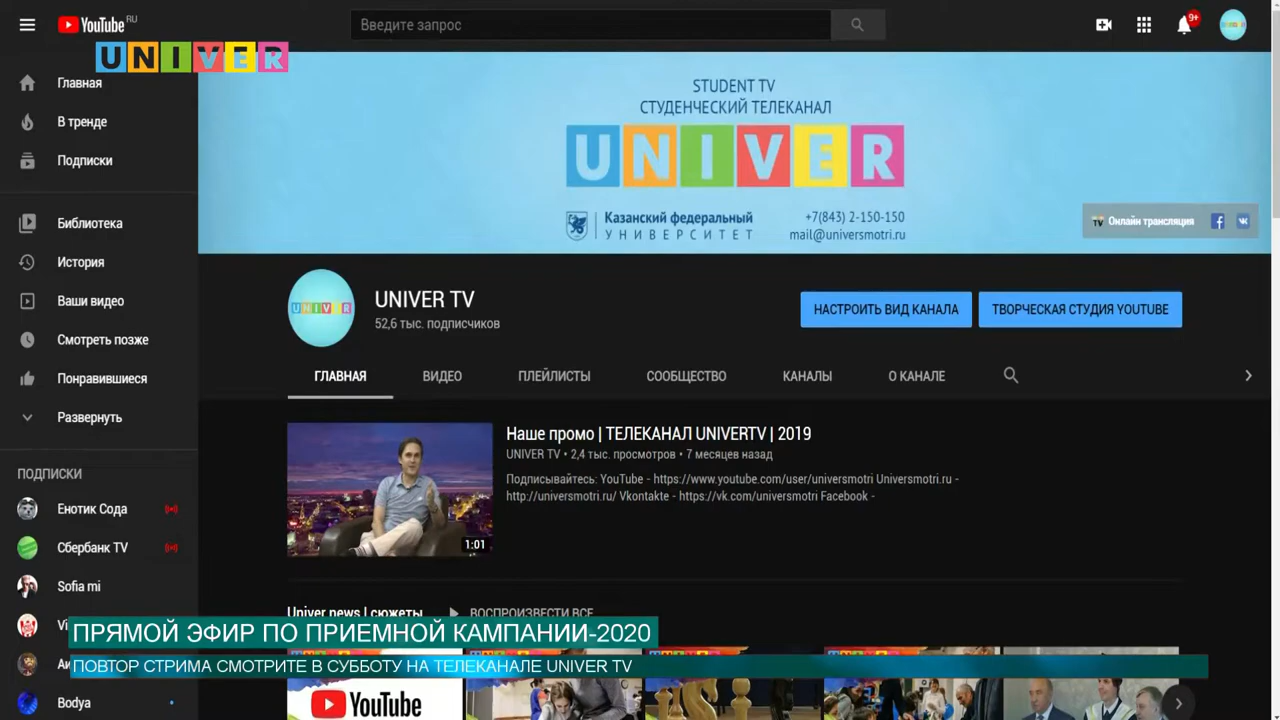 YouTube RU
Введите запрос
9+
UNIVER
Главная
В тренде
Подписки
Библиотека
История
Ваши видео
Смотреть позже
Понравившиеся
Развернуть
ПОДПИСКИ
Енотик Сода
Сбербанк TV
Sofia mi
Vi
Ан
Bodya
STUDENT TV
СТУДЕНЧЕСКИЙ ТЕЛЕКАНАЛ
UNIVER
Казанский федеральный
УНИВЕРСИТЕТ
+7(843) 2-150-150
mail@universmotri.ru
TV Онлайн трансляция
UNIVER
UNIVER TV
52,6 тыс. подписчиков
НАСТРОИТЬ ВИД КАНАЛА
ТВОРЧЕСКАЯ СТУДИЯ YOUTUBE
ГЛАВНАЯ ВИДЕО ПЛЕЙЛИСТЫ СООБЩЕСТВО КАНАЛЫ О КАНАЛЕ
1:01
Наше промо | ТЕЛЕКАНАЛ UNIVERTV | 2019
UNIVER TV • 2,4 тыс. просмотров • 7 месяцев назад
Подписывайтесь: YouTube - https://www.youtube.com/user/universmotri Universmotri.ru -
http://universmotri.ru/ Vkontakte - https://vk.com/universmotri Facebook -
Univer news | сюжеты ВОСПРОИЗВЕСТИ ВСЕ
ПРЯМОЙ ЭФИР ПО ПРИЕМНОЙ КАМПАНИИ-2020
ПОВТОР СТРИМА СМОТРИТЕ В СУББОТУ НА ТЕЛЕКАНАЛЕ UNIVER TV
YouTube